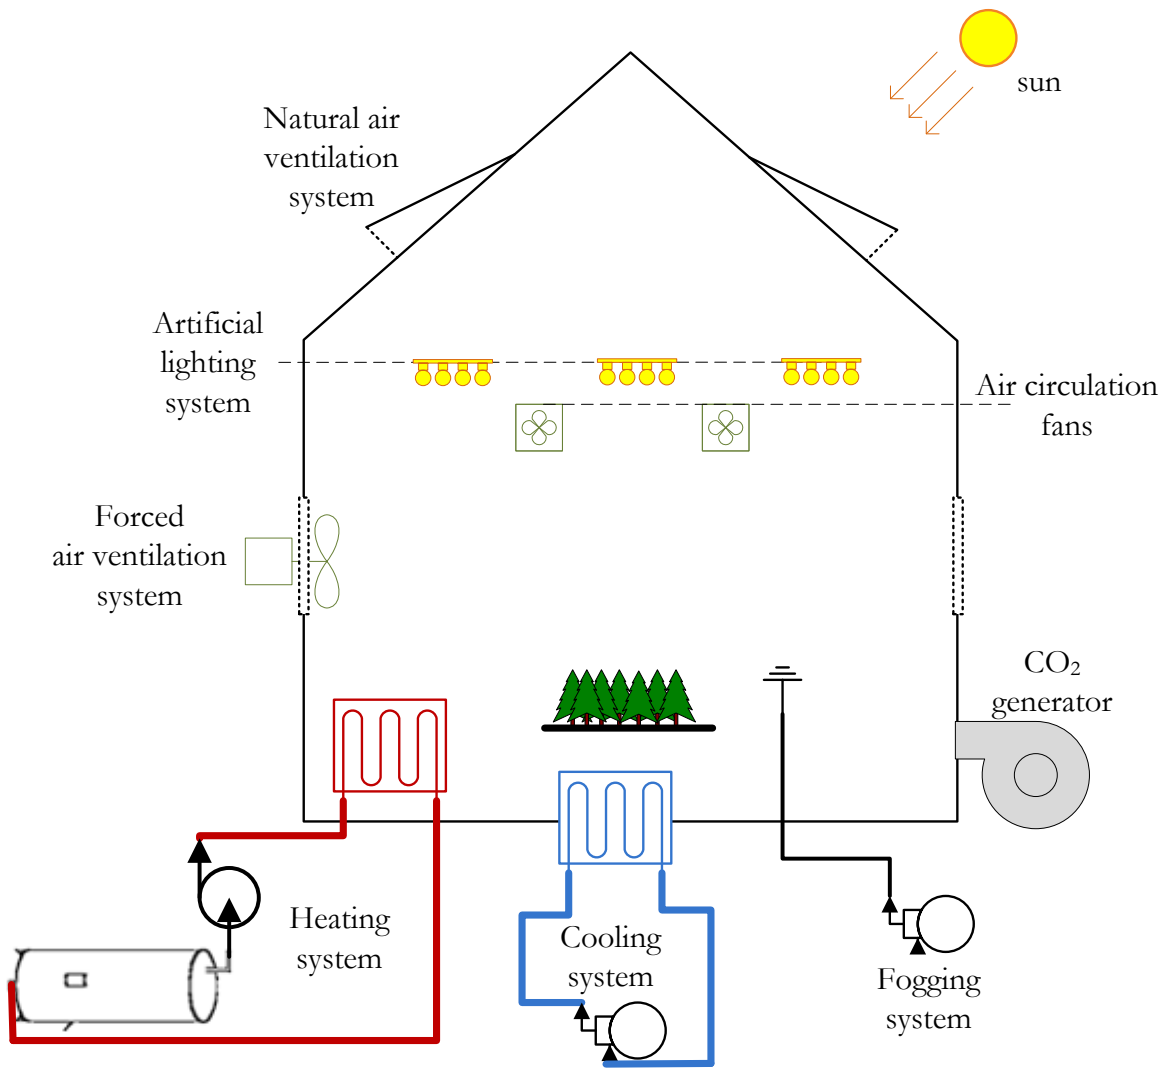 sun
Natural air
ventilation
system
Artificial
lighting
system
Air circulation
fans
Forced
air ventilation
system
CO₂
generator
Heating
system
Cooling
system
Fogging
system